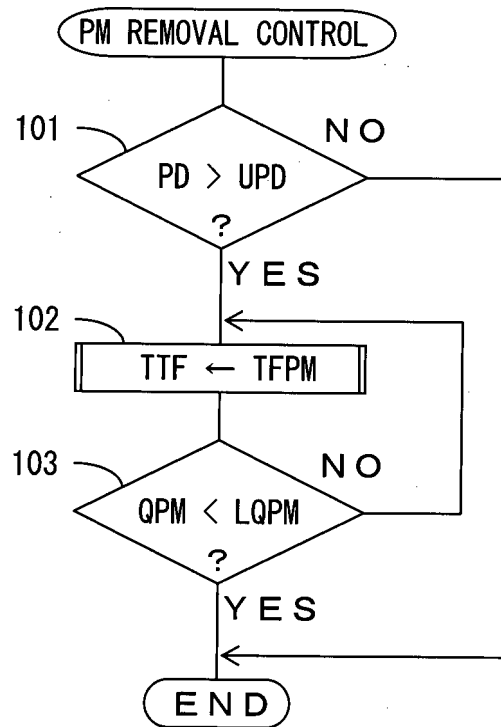 PM REMOVAL CONTROL
101
NO
PD > UPD
?
YES
102
TTF ← TFPM
103
NO
QPM < LQPM
?
YES
END